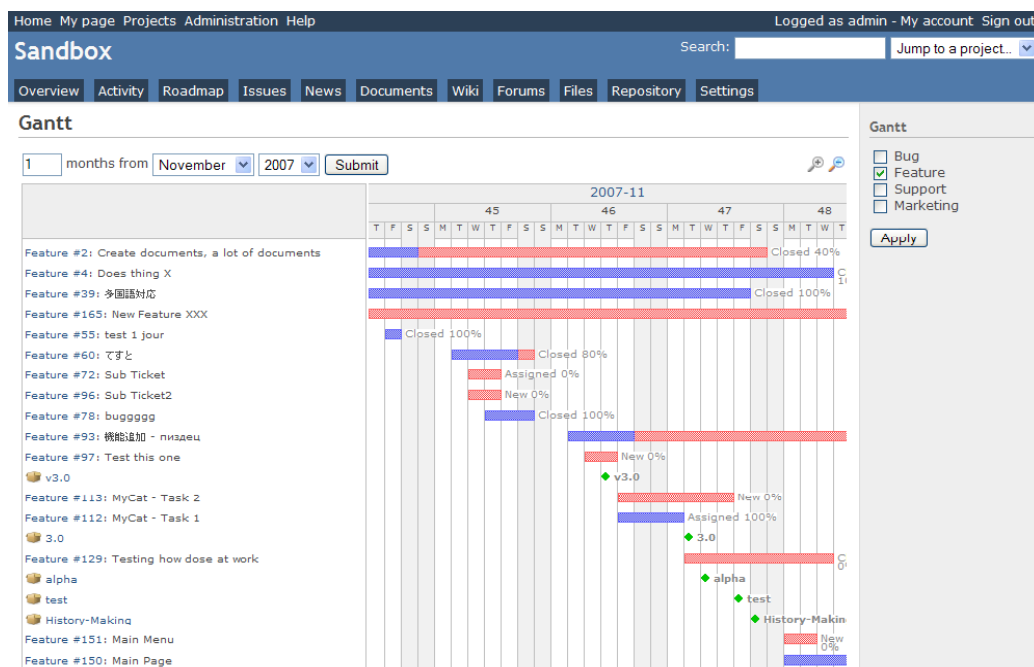 Home My page Projects Administration Help Logged as admin - My account Sign out
Sandbox Search: Jump to a project...
Overview Activity Roadmap Issues News Documents Wiki Forums Files Repository Settings
Gantt
1 months from November 2007 Submit
2007-11
45 46 47 48
T F S S M T W T F S S M T W T F S S M T W T F S S M T W T
Feature #2: Create documents, a lot of documents Closed 40%
Feature #4: Does thing X
Feature #39: 多国語対応 Closed 100%
Feature #165: New Feature XXX
Feature #55: test 1 jour Closed 100%
Feature #60: てすと Closed 80%
Feature #72: Sub Ticket Assigned 0%
Feature #96: Sub Ticket2 New 0%
Feature #78: buggggg Closed 100%
Feature #93: 機能追加 - пиздец
Feature #97: Test this one New 0%
v3.0 v3.0
Feature #113: MyCat - Task 2 New 0%
Feature #112: MyCat - Task 1 Assigned 100%
3.0 3.0
Feature #129: Testing how dose at work
alpha alpha
test test
History-Making History-Makin
Feature #151: Main Menu New
0%
Feature #150: Main Page
Gantt
Bug
Feature
Support
Marketing
Apply